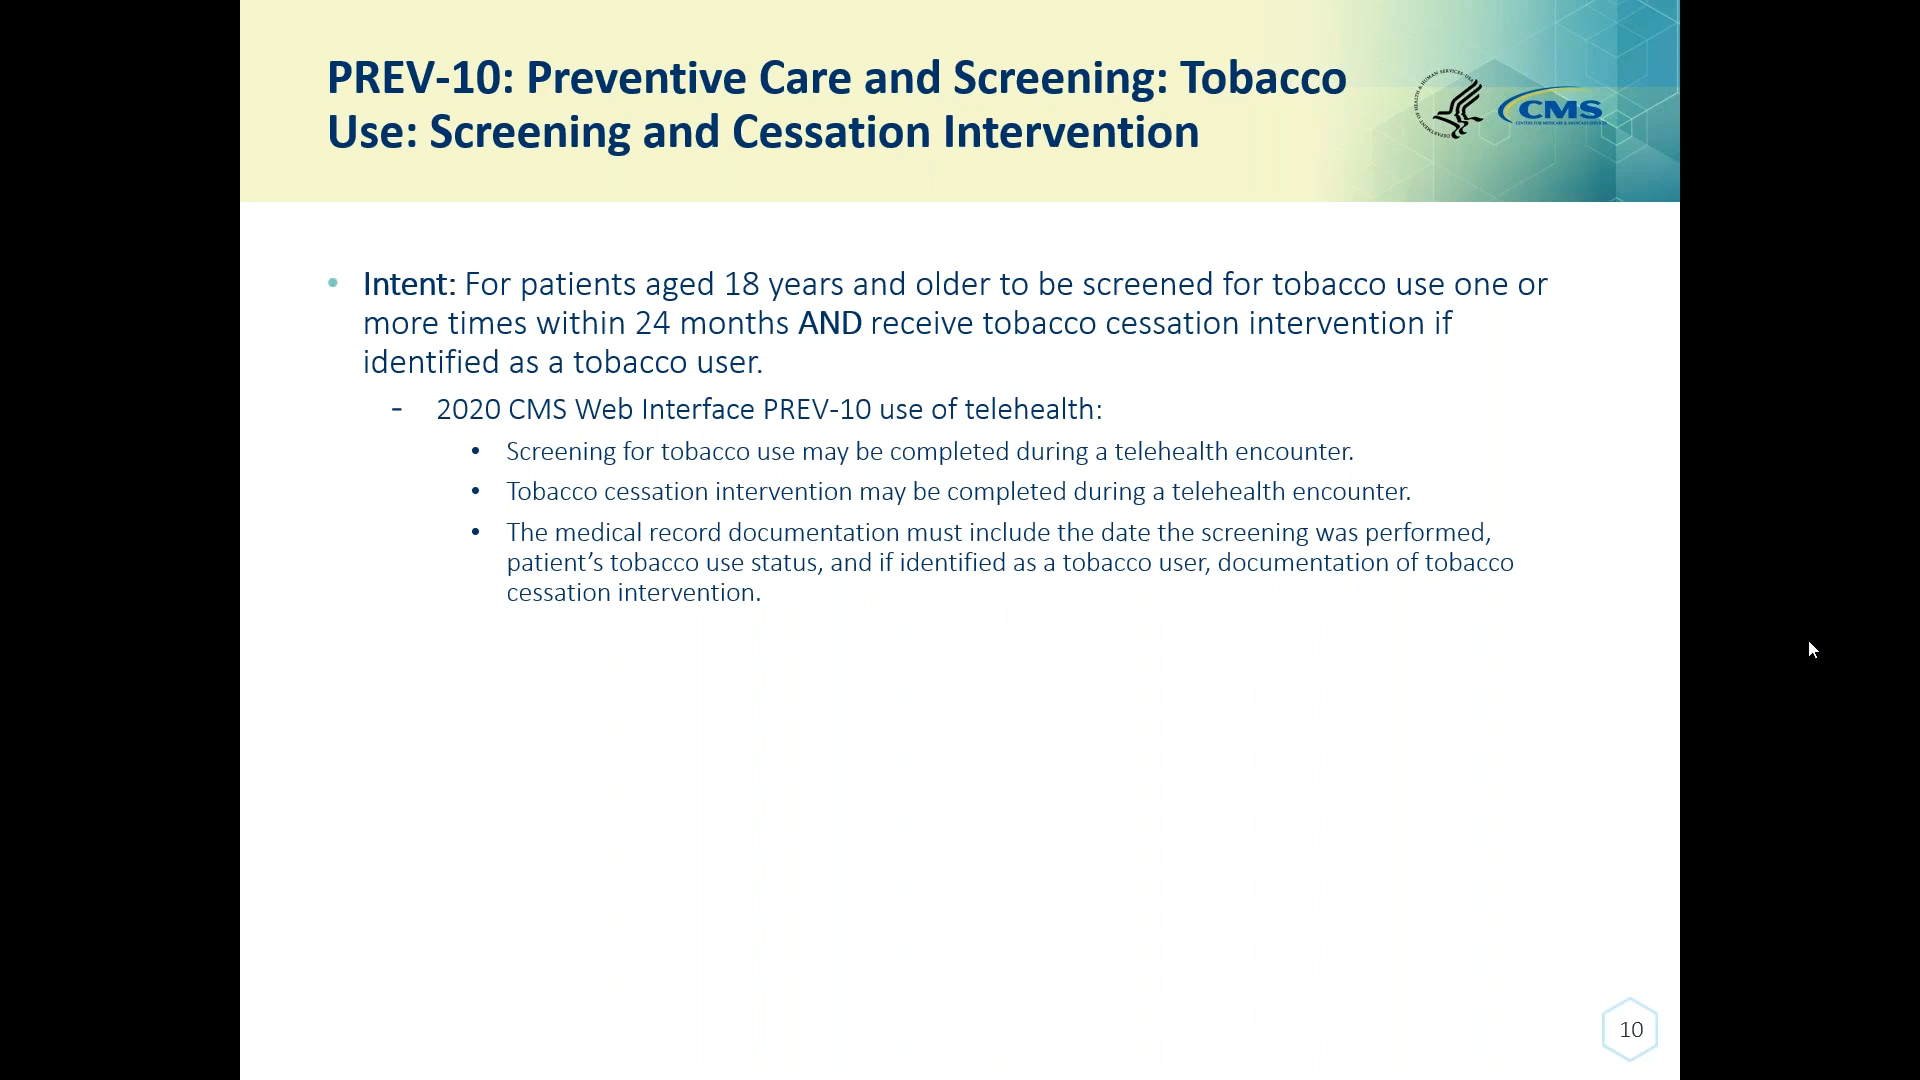 PREV-10: Preventive Care and Screening: Tobacco
Use: Screening and Cessation Intervention
CMS
CENTERS FOR MEDICARE & MEDICAID SERVICES
• Intent: For patients aged 18 years and older to be screened for tobacco use one or
more times within 24 months AND receive tobacco cessation intervention if
identified as a tobacco user.
- 2020 CMS Web Interface PREV-10 use of telehealth:
• Screening for tobacco use may be completed during a telehealth encounter.
• Tobacco cessation intervention may be completed during a telehealth encounter.
• The medical record documentation must include the date the screening was performed,
patient’s tobacco use status, and if identified as a tobacco user, documentation of tobacco
cessation intervention.
10